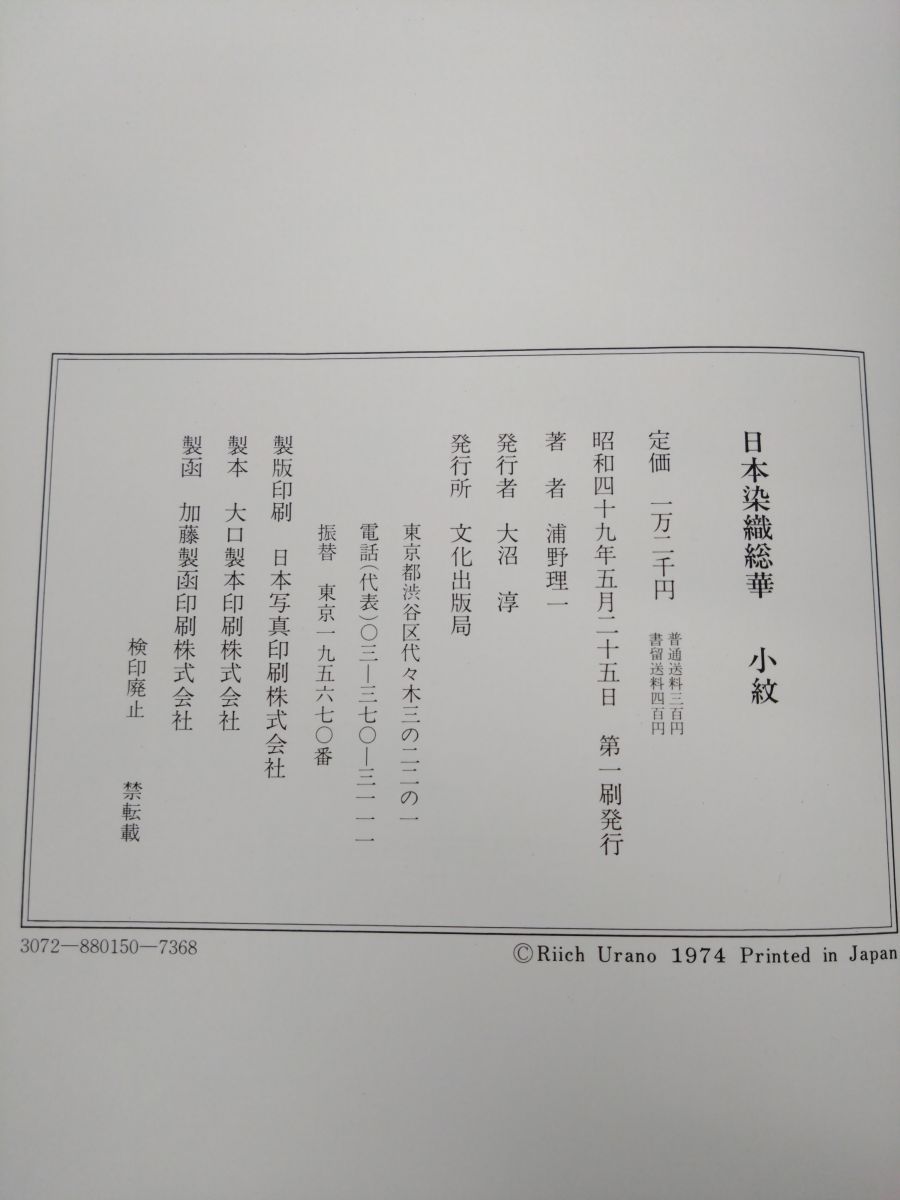 日本染織総華　小紋
定価　一万二千円
普通送料三百円
書留送料四百円
昭和四十九年五月二十五日　第一刷発行
著　者　浦野理一
発行者　大沼　淳
発行所　文化出版局
東京都渋谷区代々木三の二二の一
電話(代表)〇三―三七〇―三一一一
振替　東京一九五六七〇番
製版印刷　日本写真印刷株式会社
製本　大口製本印刷株式会社
製函　加藤製函印刷株式会社
検印廃止　禁転載
3072—880150—7368
©Riich Urano 1974 Printed in Japan